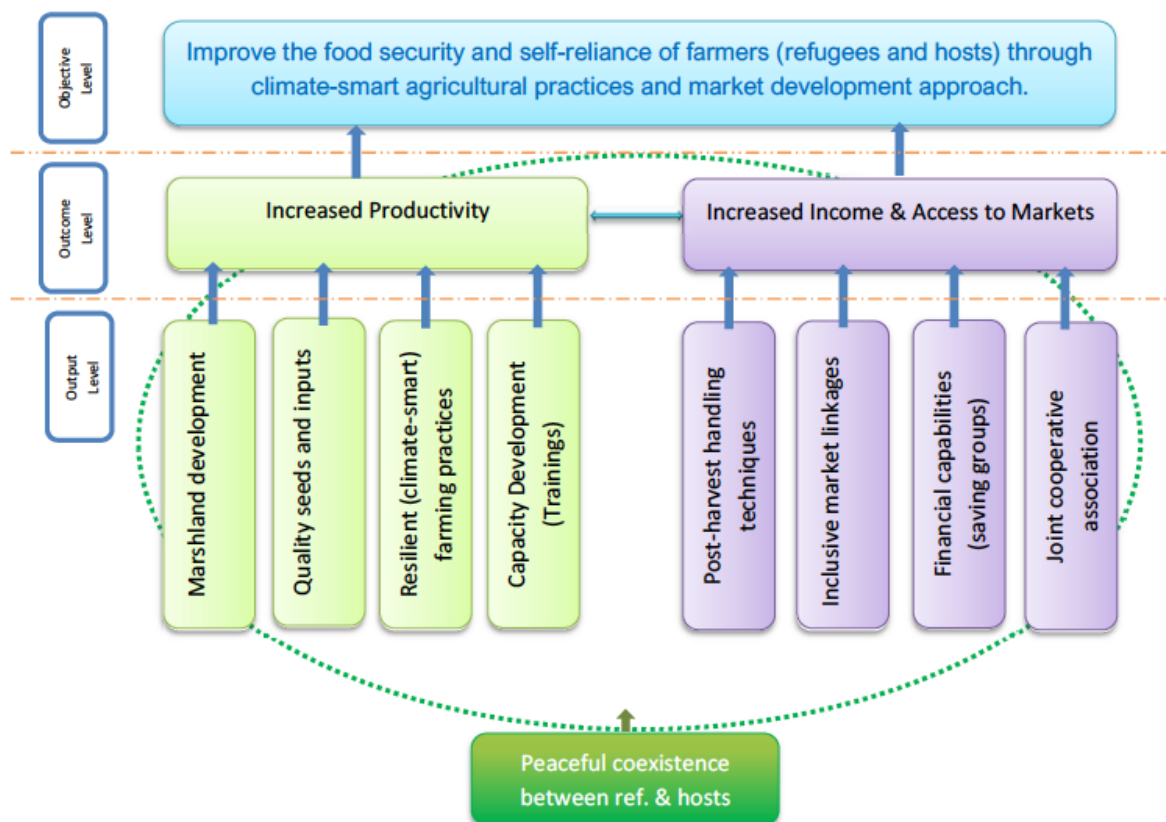 Objective
Level
Improve the food security and self-reliance of farmers (refugees and hosts) through
climate-smart agricultural practices and market development approach.
Outcome
Level
Increased Productivity
Increased Income & Access to Markets
Output
Level
Marshland development
Quality seeds and inputs
Resilient (climate-smart)
farming practices
Capacity Development
(Trainings)
Post-harvest handling
techniques
Inclusive market linkages
Financial capabilities
(saving groups)
Joint cooperative
association
Peaceful coexistence
between ref. & hosts